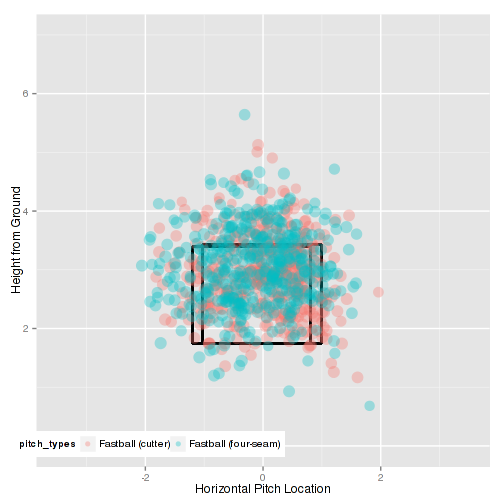 6
4
2
Height from Ground
pitch_types Fastball (cutter) Fastball (four-seam)
-2 0 2
Horizontal Pitch Location